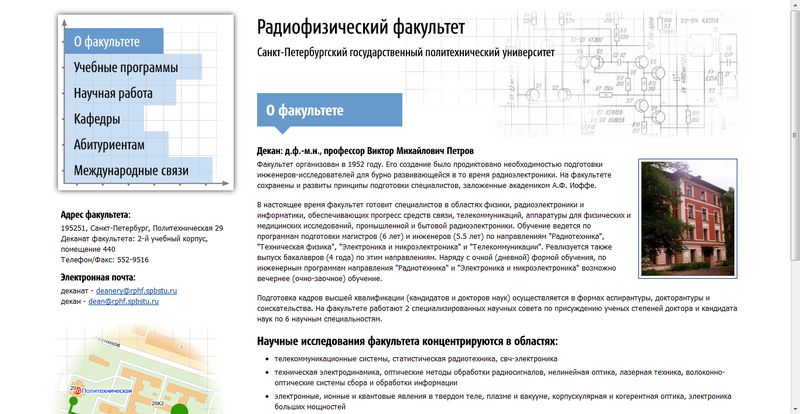 О факультете
Учебные программы
Научная работа
Кафедры
Абитуриентам
Международные связи
Адрес факультета:
195251, Санкт-Петербург, Политехническая 29
Деканат факультета: 2-й учебный корпус,
помещение 440
Телефон/Факс: 552-9516
Электронная почта:
деканат - deanery@rphf.spbstu.ru
декан - dean@rphf.spbstu.ru
Политехническая
29
29К2
Радиофизический факультет
Санкт-Петербургский государственный политехнический университет
О факультете
Декан: д.ф.-м.н., профессор Виктор Михайлович Петров
Факультет организован в 1952 году. Его создание было продиктовано необходимостью подготовки
инженеров-исследователей для бурно развивающейся в то время радиоэлектроники. На факультете
сохранены и развиты принципы подготовки специалистов, заложенные академиком А.Ф. Иоффе.
В настоящее время факультет готовит специалистов в областях физики, радиоэлектроники и
информатики, обеспечивающих прогресс средств связи, телекоммуникаций, аппаратуры для физических и
медицинских исследований, промышленной и бытовой радиоэлектроники. Обучение ведется по
программам подготовки магистров (6 лет) и инженеров (5.5 лет) по направлениям "Радиотехника",
"Техническая физика", "Электроника и микроэлектроника" и "Телекоммуникации". Реализуется также
выпуск бакалавров (4 года) по этим направлениям. Наряду с очной (дневной) формой обучения, по
инженерным программам направления "Радиотехника" и "Электроника и микроэлектроника" возможно
вечернее (очно-заочное) обучение.
Подготовка кадров высшей квалификации (кандидатов и докторов наук) осуществляется в формах аспирантуры, докторантуры и
соискательства. На факультете работают 2 специализированных научных совета по присуждению ученых степеней доктора и кандидата
наук по 6 научным специальностям.
Научные исследования факультета концентрируются в областях:
• телекоммуникационные системы, статистическая радиотехника, свч-электроника
• техническая электродинамика, оптические методы обработки радиосигналов, нелинейная оптика, лазерная техника, волоконно-
оптические системы сбора и обработки информации
• электронные, ионные и квантовые явления в твердом теле, плазме и вакууме, корпускулярная и когерентная оптика, электроника
больших мощностей